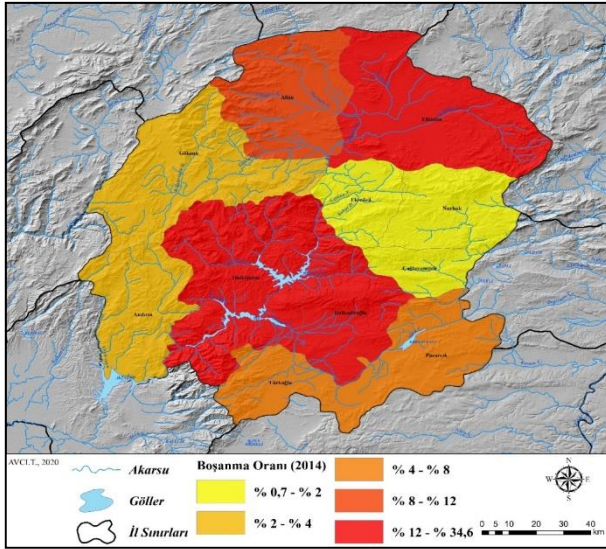 Afşin
Elbistan
Göksun
Ekinözü
Nurhak
Çağlayancerit
Onikişubat
Dulkadiroğlu
Andırın
Pazarcık
Türkoğlu
AVCI.T., 2020
Akarsu
Göller
İl Sınırları
Boşanma Oranı (2014)
% 0,7 - % 2
% 2 - % 4
% 4 - % 8
% 8 - % 12
% 12 - % 34,6
N
W E
S
0 5 10 20 30 40
km